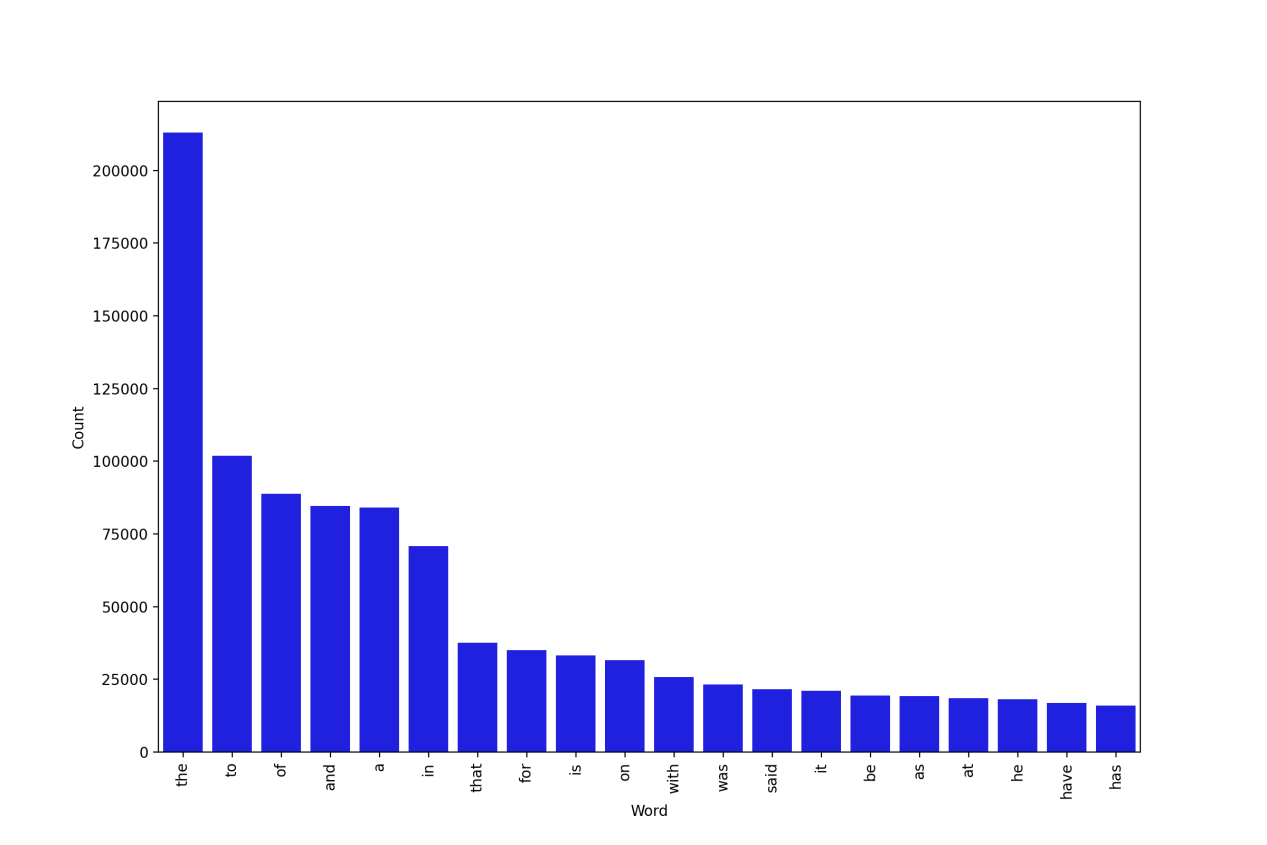 200000
175000
150000
125000
100000
75000
50000
25000
0
Count
the
to
of
and
a
in
that
for
is
on
with
was
said
it
be
as
at
he
have
has
Word